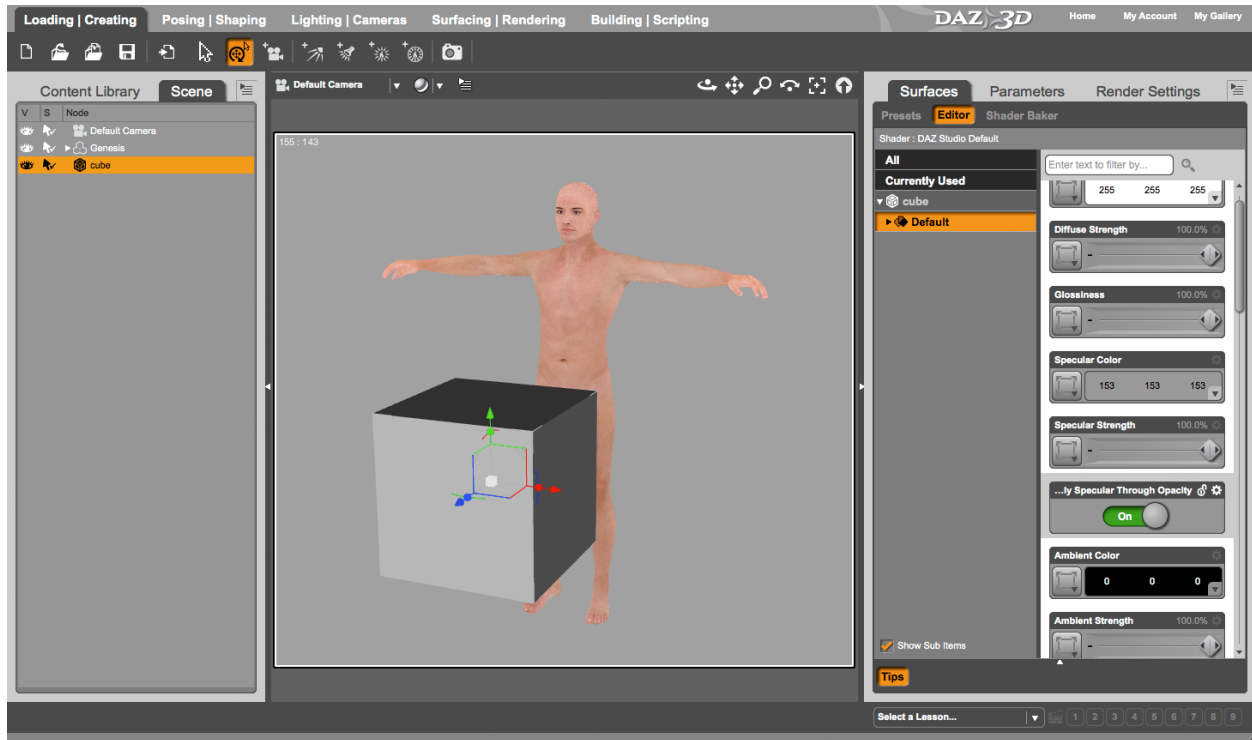 Loading | Creating Posing | Shaping Lighting | Cameras Surfacing | Rendering Building | Scripting DAZ 3D Home My Account My Gallery
Content Library Scene
V S Node
Default Camera
Genesis
cube
Default Camera
155 : 143
Surfaces Parameters Render Settings
Presets Editor Shader Baker
Shader : DAZ Studio Default
All
Currently Used
cube
Default
Show Sub Items
Enter text to filter by...
255 255 255
Diffuse Strength 100.0%
-
Glossiness 100.0%
-
Specular Color
153 153 153
Specular Strength 100.0%
-
...ly Specular Through Opacity
On
Ambient Color
0 0 0
Ambient Strength 100.0%
-
Tips
Select a Lesson... 1 2 3 4 5 6 7 8 9